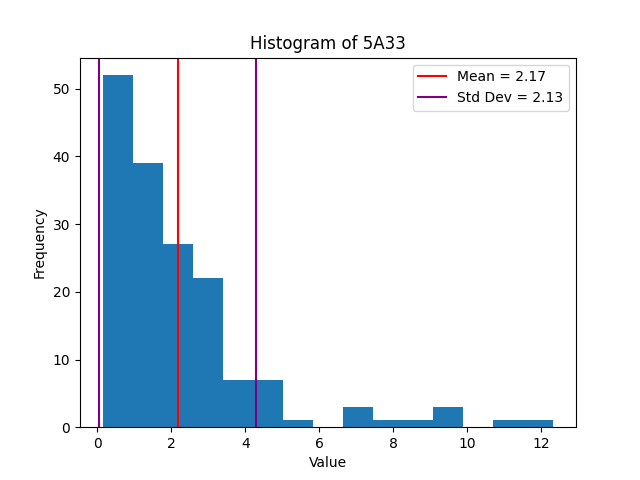 Histogram of 5A33
Mean = 2.17
Std Dev = 2.13
Frequency
50
40
30
20
10
0
0 2 4 6 8 10 12
Value